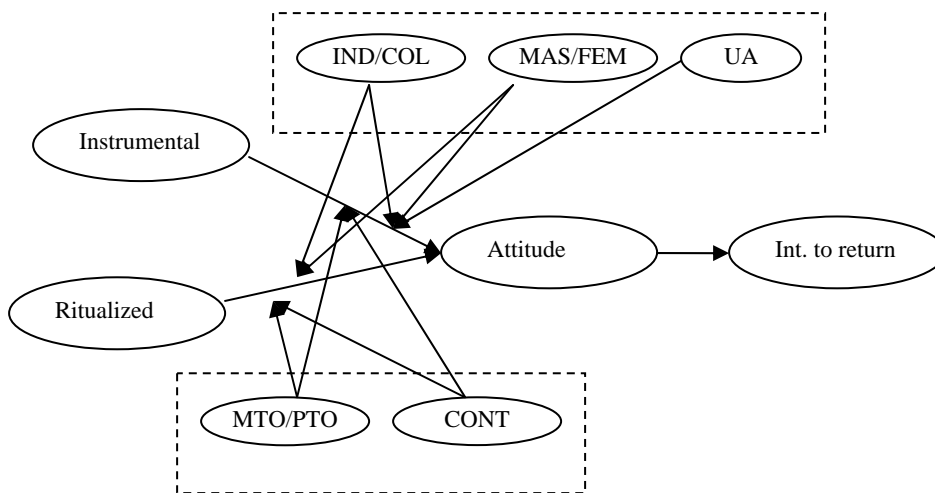 IND/COL
MAS/FEM
UA
Instrumental
Attitude
Int. to return
Ritualized
MTO/PTO
CONT